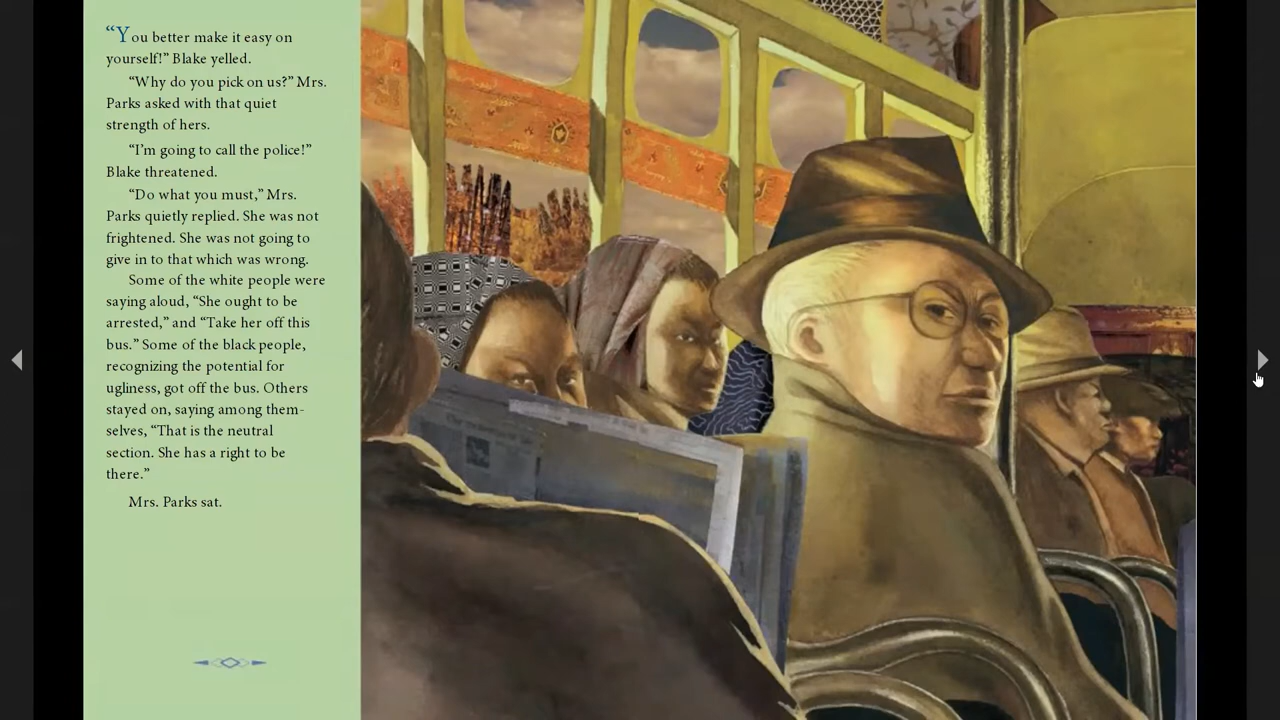 “You better make it easy on
yourself!” Blake yelled.
“Why do you pick on us?” Mrs.
Parks asked with that quiet
strength of hers.
“I’m going to call the police!”
Blake threatened.
“Do what you must,” Mrs.
Parks quietly replied. She was not
frightened. She was not going to
give in to that which was wrong.
Some of the white people were
saying aloud, “She ought to be
arrested,” and “Take her off this
bus.” Some of the black people,
recognizing the potential for
ugliness, got off the bus. Others
stayed on, saying among them-
selves, “That is the neutral
section. She has a right to be
there.”
Mrs. Parks sat.